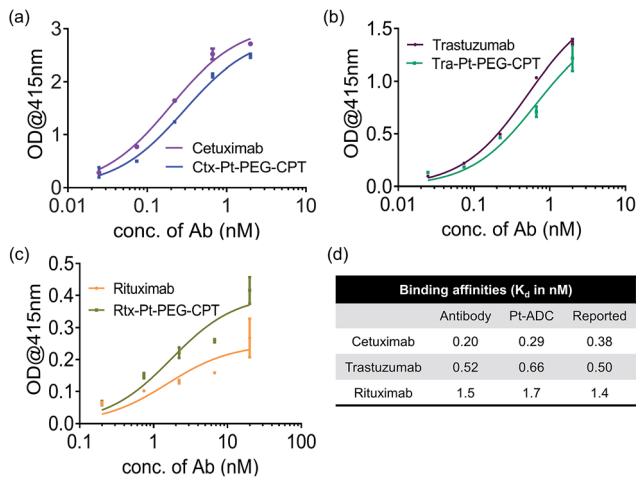 (a)
3
2
1
0
OD@415nm
Cetuximab
Ctx-Pt-PEG-CPT
0.01 0.1 1 10
conc. of Ab (nM)
(b)
1.5
1.0
0.5
0.0
OD@415nm
Trastuzumab
Tra-Pt-PEG-CPT
0.01 0.1 1 10
conc. of Ab (nM)
(c)
0.5
0.4
0.3
0.2
0.1
0.0
OD@415nm
Rituximab
Rtx-Pt-PEG-CPT
0.1 1 10 100
conc. of Ab (nM)
(d)
Binding affinities (Kd in nM)
Antibody Pt-ADC Reported
Cetuximab 0.20 0.29 0.38
Trastuzumab 0.52 0.66 0.50
Rituximab 1.5 1.7 1.4